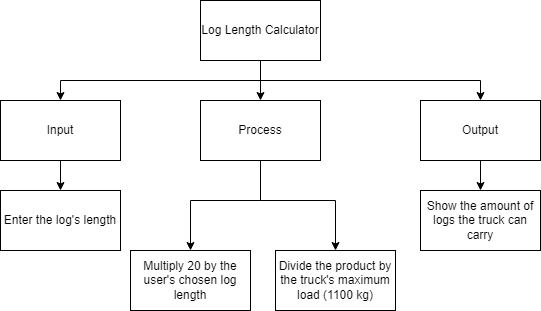 Log Length Calculator
Input
Process
Output
Enter the log's length
Show the amount of
logs the truck can
carry
Multiply 20 by the
user's chosen log
length
Divide the product by
the truck's maximum
load (1100 kg)